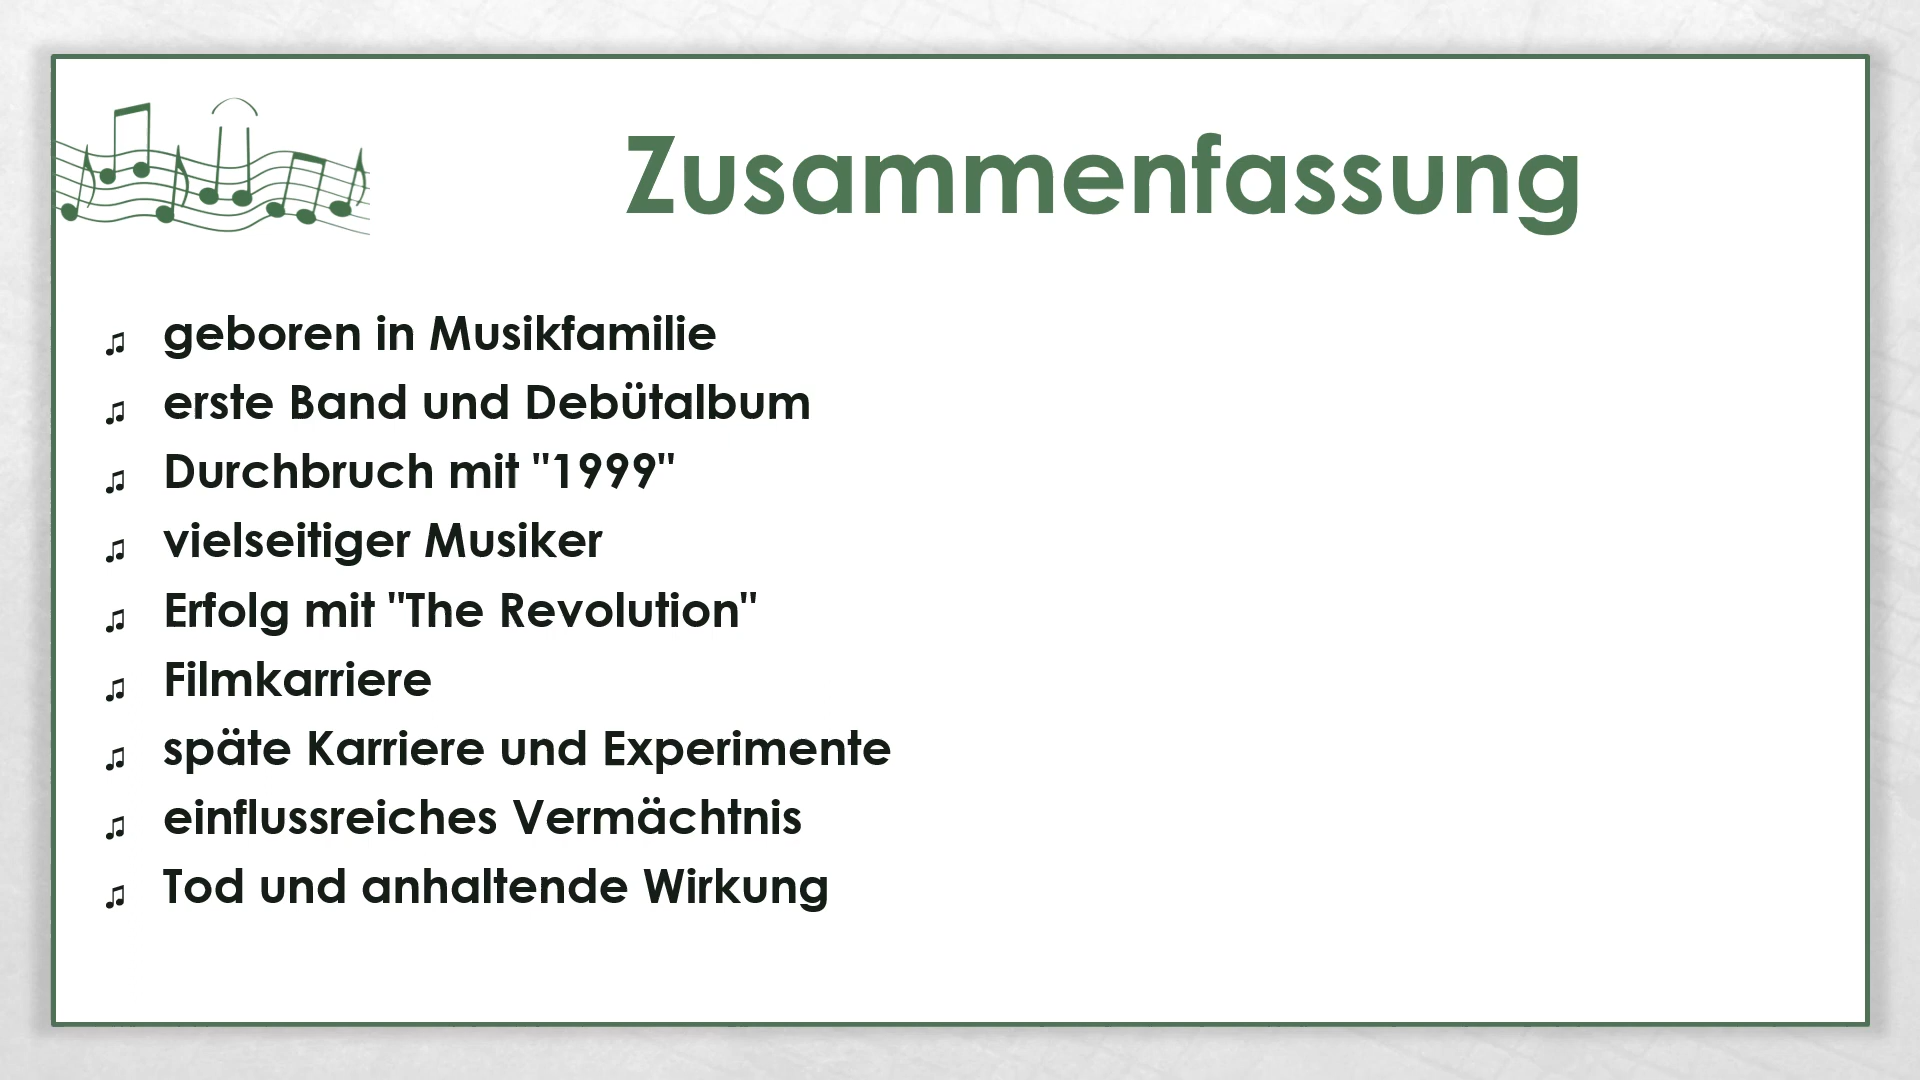 Zusammenfassung
♫ geboren in Musikfamilie
♫ erste Band und Debütalbum
♫ Durchbruch mit "1999"
♫ vielseitiger Musiker
♫ Erfolg mit "The Revolution"
♫ Filmkarriere
♫ späte Karriere und Experimente
♫ einflussreiches Vermächtnis
♫ Tod und anhaltende Wirkung